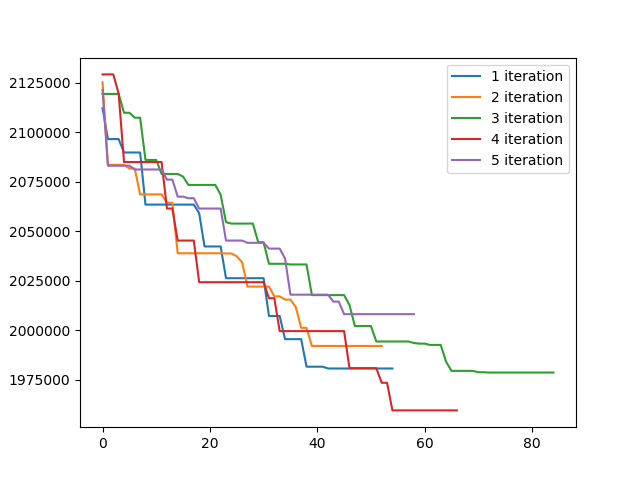 2125000
2100000
2075000
2050000
2025000
2000000
1975000
0 20 40 60 80
1 iteration
2 iteration
3 iteration
4 iteration
5 iteration